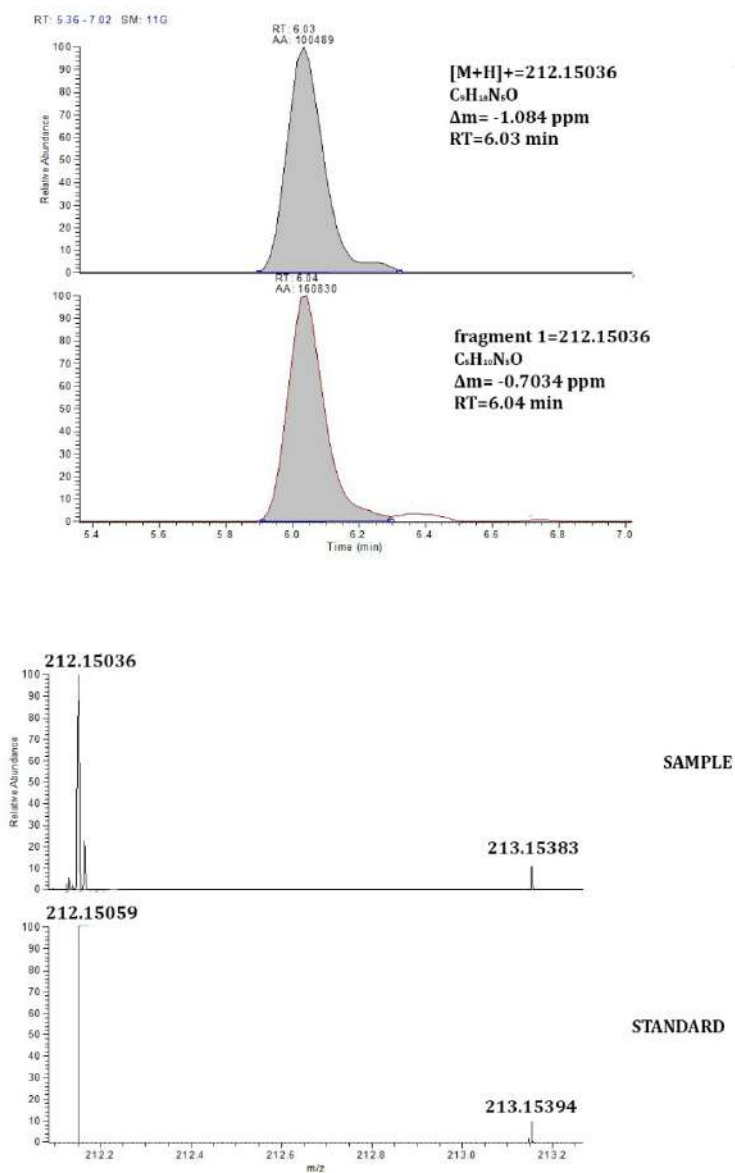 RT: 5.36 - 7.02 SM: 11G
RT: 6.03
AA: 100489
[M+H]+=212.15036
C₉H₁₈N₅O
Δm= -1.084 ppm
RT=6.03 min
Relative Abundance
100
90
80
70
60
50
40
30
20
10
0
RT: 6.04
AA: 160830
fragment 1=212.15036
C₅H₁₀N₅O
Δm= -0.7034 ppm
RT=6.04 min
100
90
80
70
60
50
40
30
20
10
0
5.4 5.6 5.8 6.0 6.2 6.4 6.6 6.8 7.0
Time (min)
212.15036
Relative Abundance
100
90
80
70
60
50
40
30
20
10
0
SAMPLE
213.15383
212.15059
100
90
80
70
60
50
40
30
20
10
0
STANDARD
213.15394
212.2 212.4 212.6 212.8 213.0 213.2
m/z